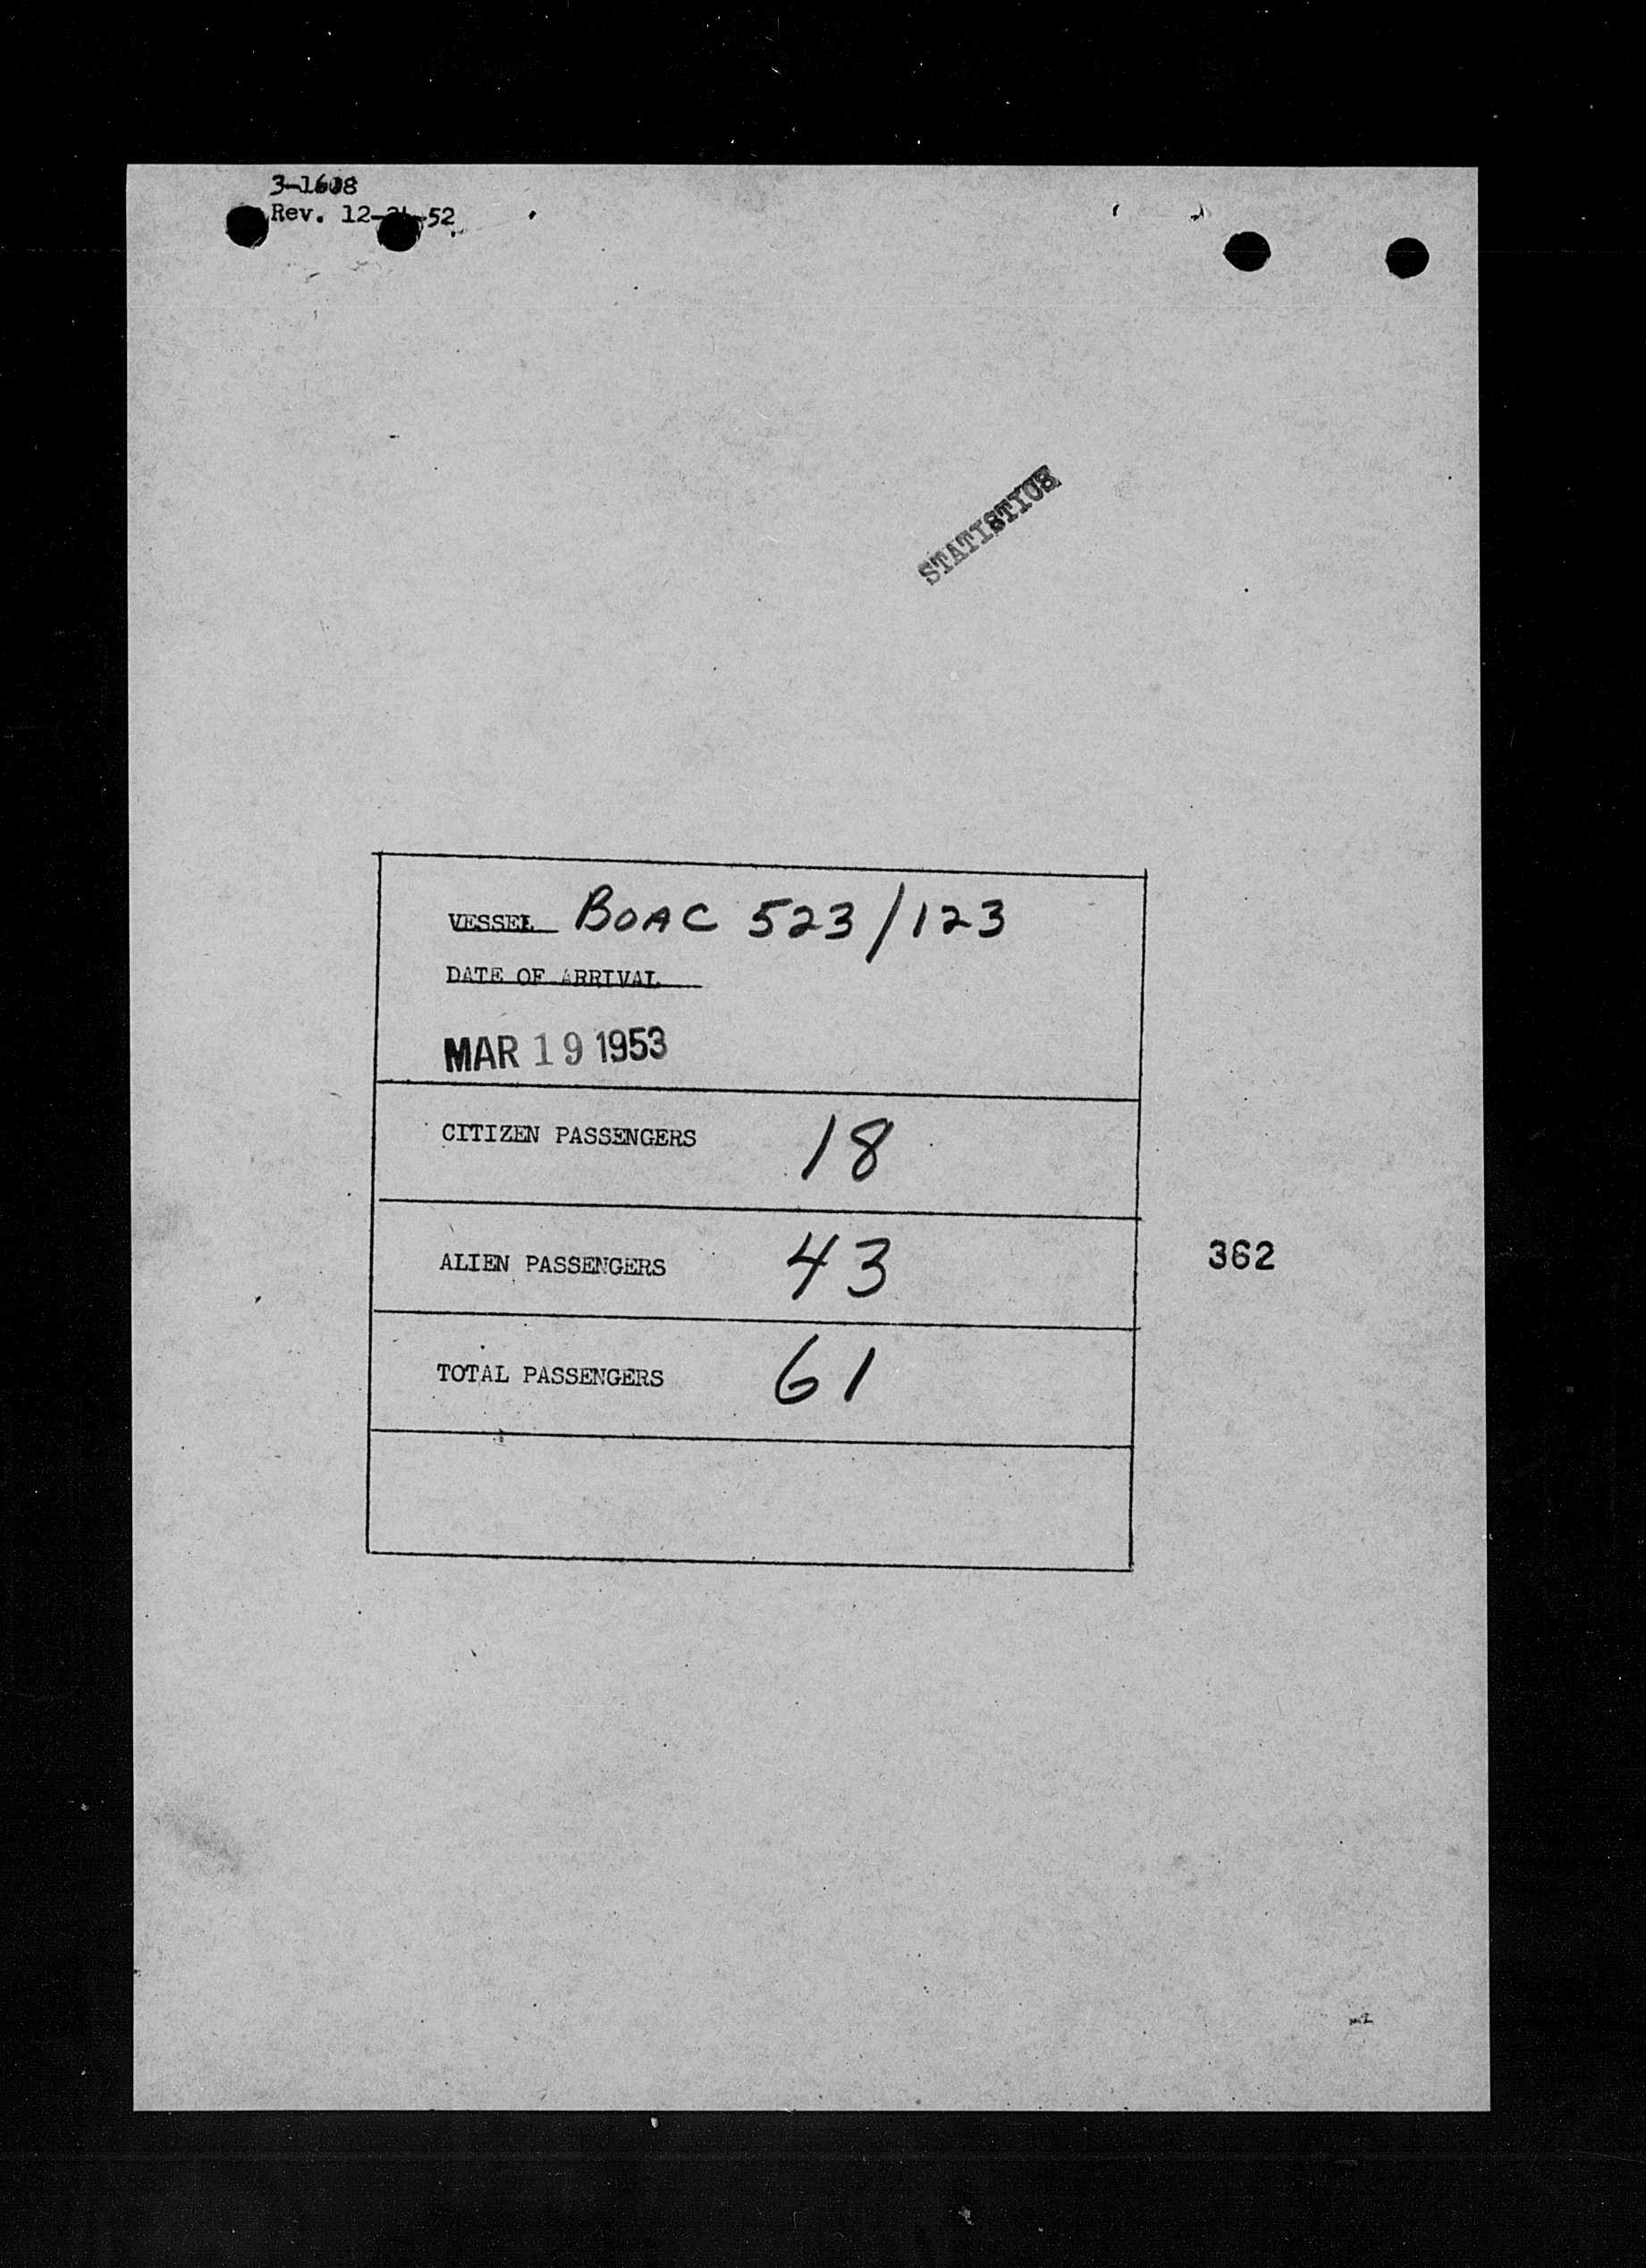 3-1608
Rev. 12-24-52
STATISTICS
VESSEL BOAC 523/123
DATE OF ARRIVAL
MAR 19 1953
CITIZEN PASSENGERS 18
ALIEN PASSENGERS 43
362
TOTAL PASSENGERS 61